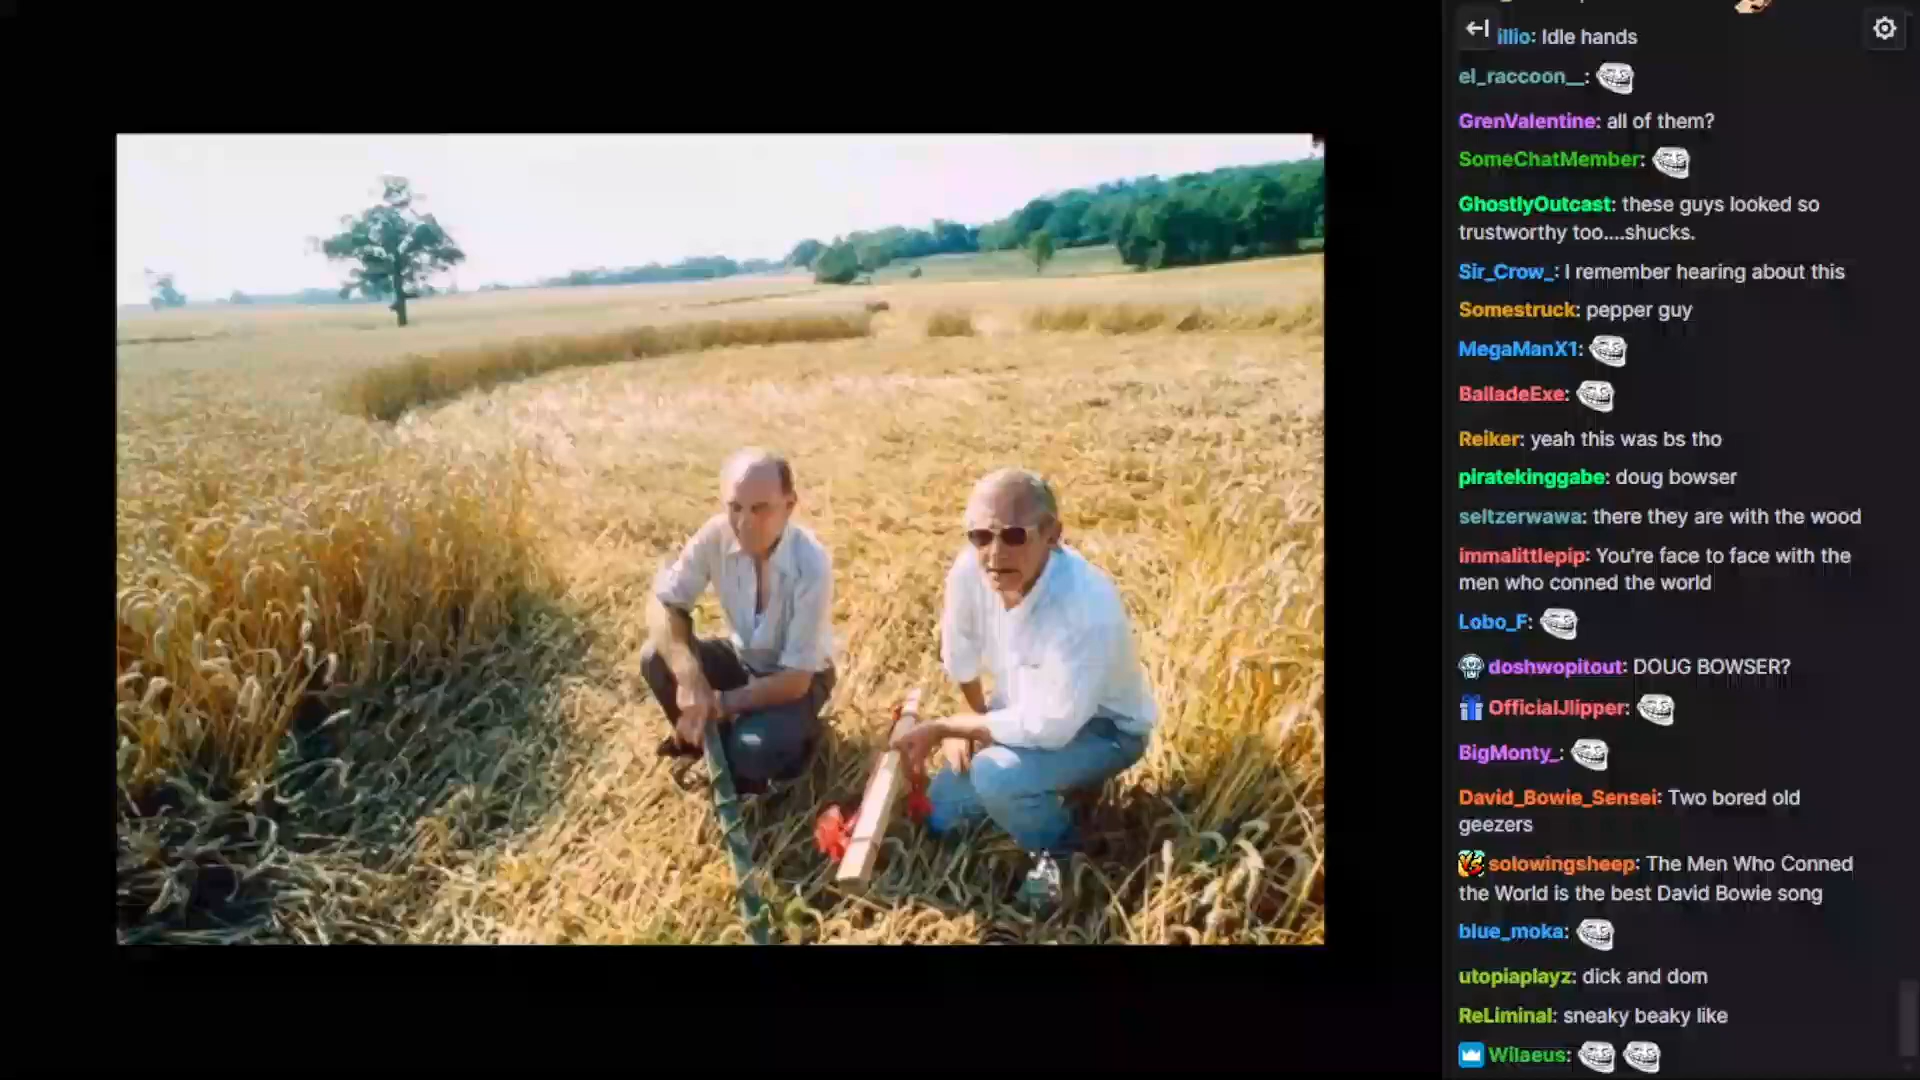 illio: Idle hands
el_raccoon__:
GrenValentine: all of them?
SomeChatMember:
GhostlyOutcast: these guys looked so
trustworthy too....shucks.
Sir_Crow_: I remember hearing about this
Somestruck: pepper guy
MegaManX1:
BalladeExe:
Reiker: yeah this was bs tho
piratekinggabe: doug bowser
seltzerwawa: there they are with the wood
immalittlepip: You're face to face with the
men who conned the world
Lobo_F:
doshwopitout: DOUG BOWSER?
OfficialJlipper:
BigMonty_:
David_Bowie_Sensei: Two bored old
geezers
solowingsheep: The Men Who Conned
the World is the best David Bowie song
blue_moka:
utopiaplayz: dick and dom
ReLiminal: sneaky beaky like
Wilaeus: